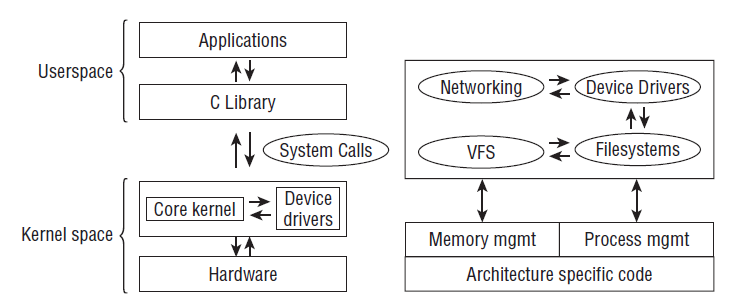 Userspace
Applications
C Library
System Calls
Kernel space
Core kernel
Device
drivers
Hardware
Networking
Device Drivers
VFS
Filesystems
Memory mgmt
Process mgmt
Architecture specific code